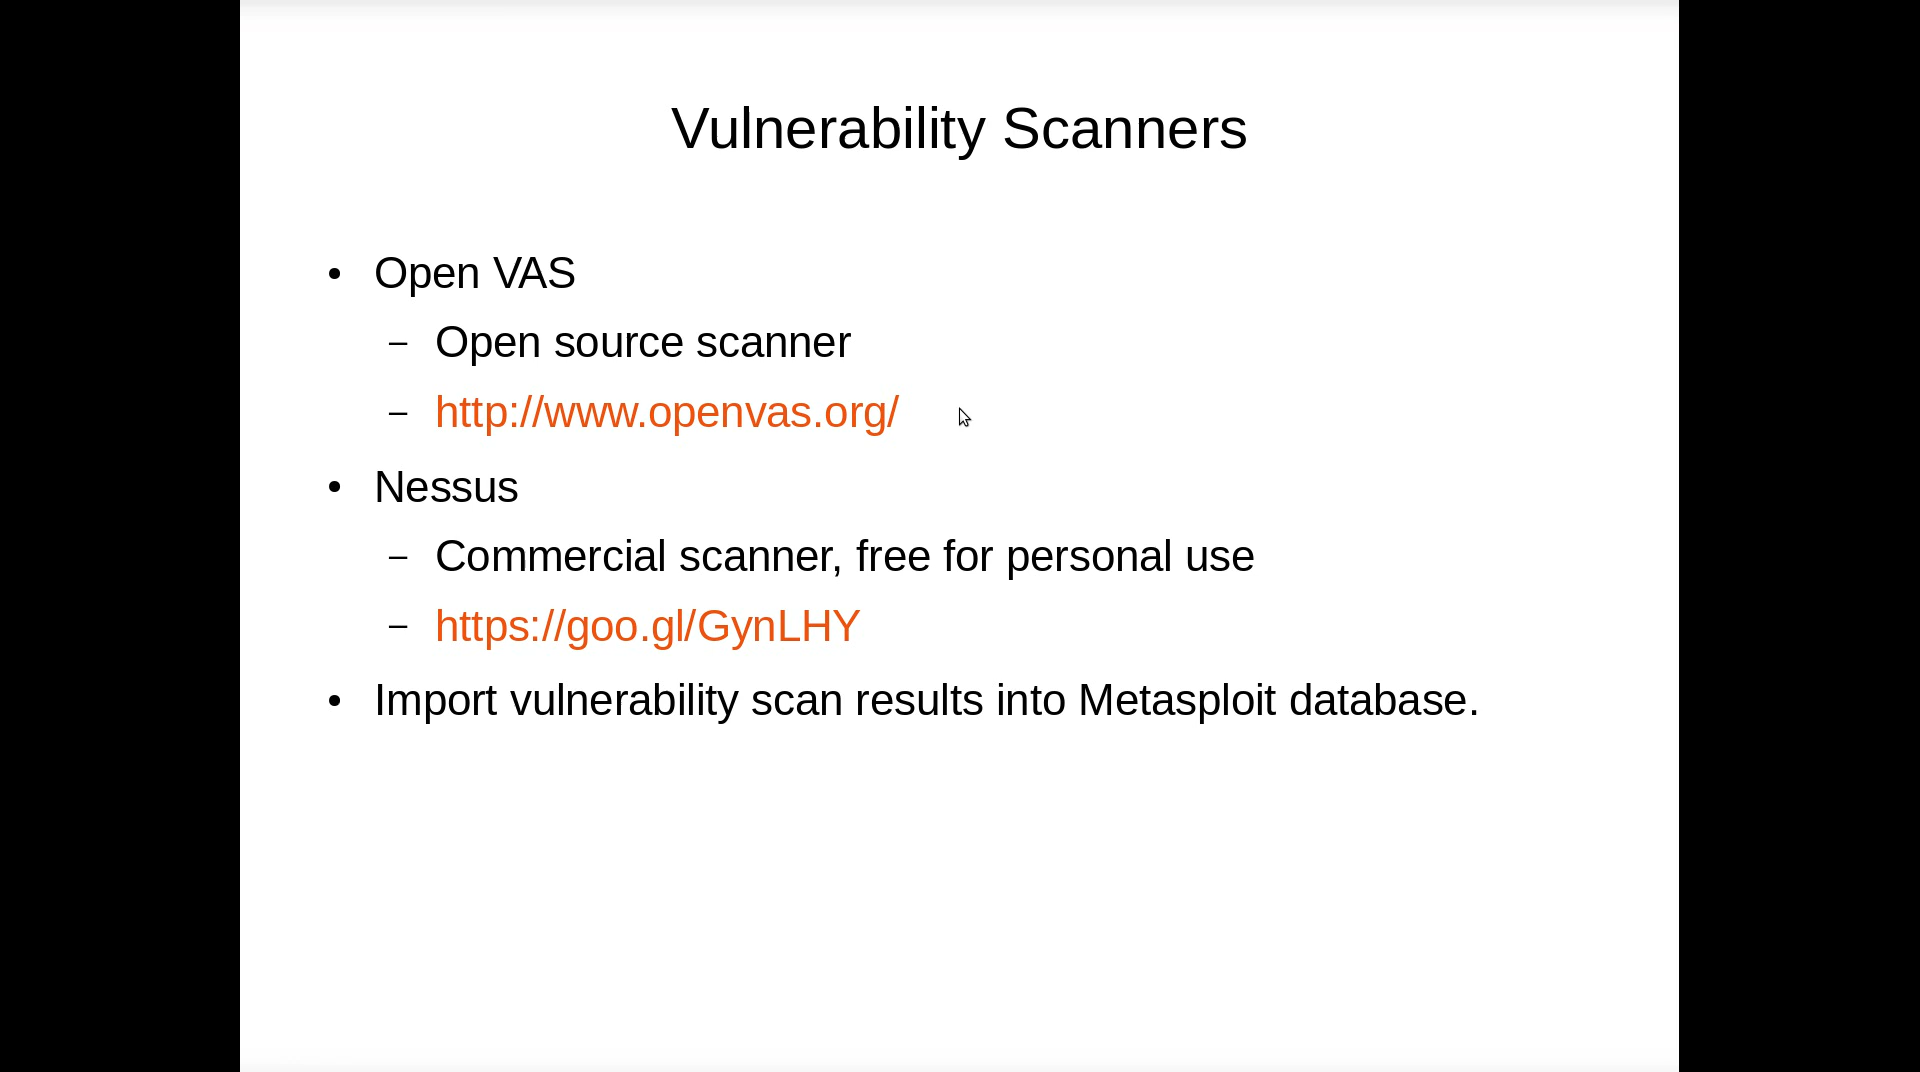 Vulnerability Scanners
• Open VAS
– Open source scanner
– http://www.openvas.org/
• Nessus
– Commercial scanner, free for personal use
– https://goo.gl/GynLHY
• Import vulnerability scan results into Metasploit database.